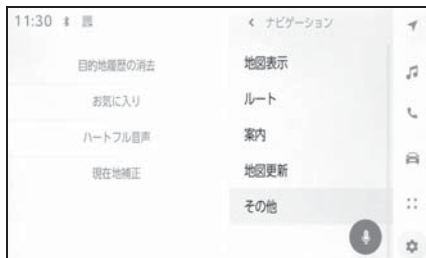 11:30
目的地履歴の消去
お気に入り
ハートフル音声
現在地補正
ナビゲーション
地図表示
ルート
案内
地図更新
その他